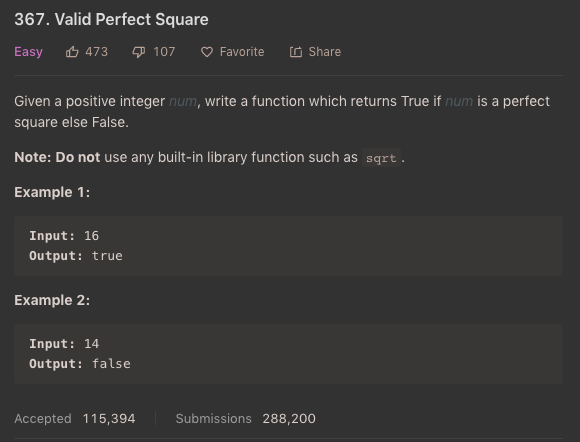 367. Valid Perfect Square
Easy 473 107 Favorite Share
Given a positive integer num, write a function which returns True if num is a perfect
square else False.
Note: Do not use any built-in library function such as sqrt.
Example 1:
Input: 16
Output: true
Example 2:
Input: 14
Output: false
Accepted 115,394 Submissions 288,200